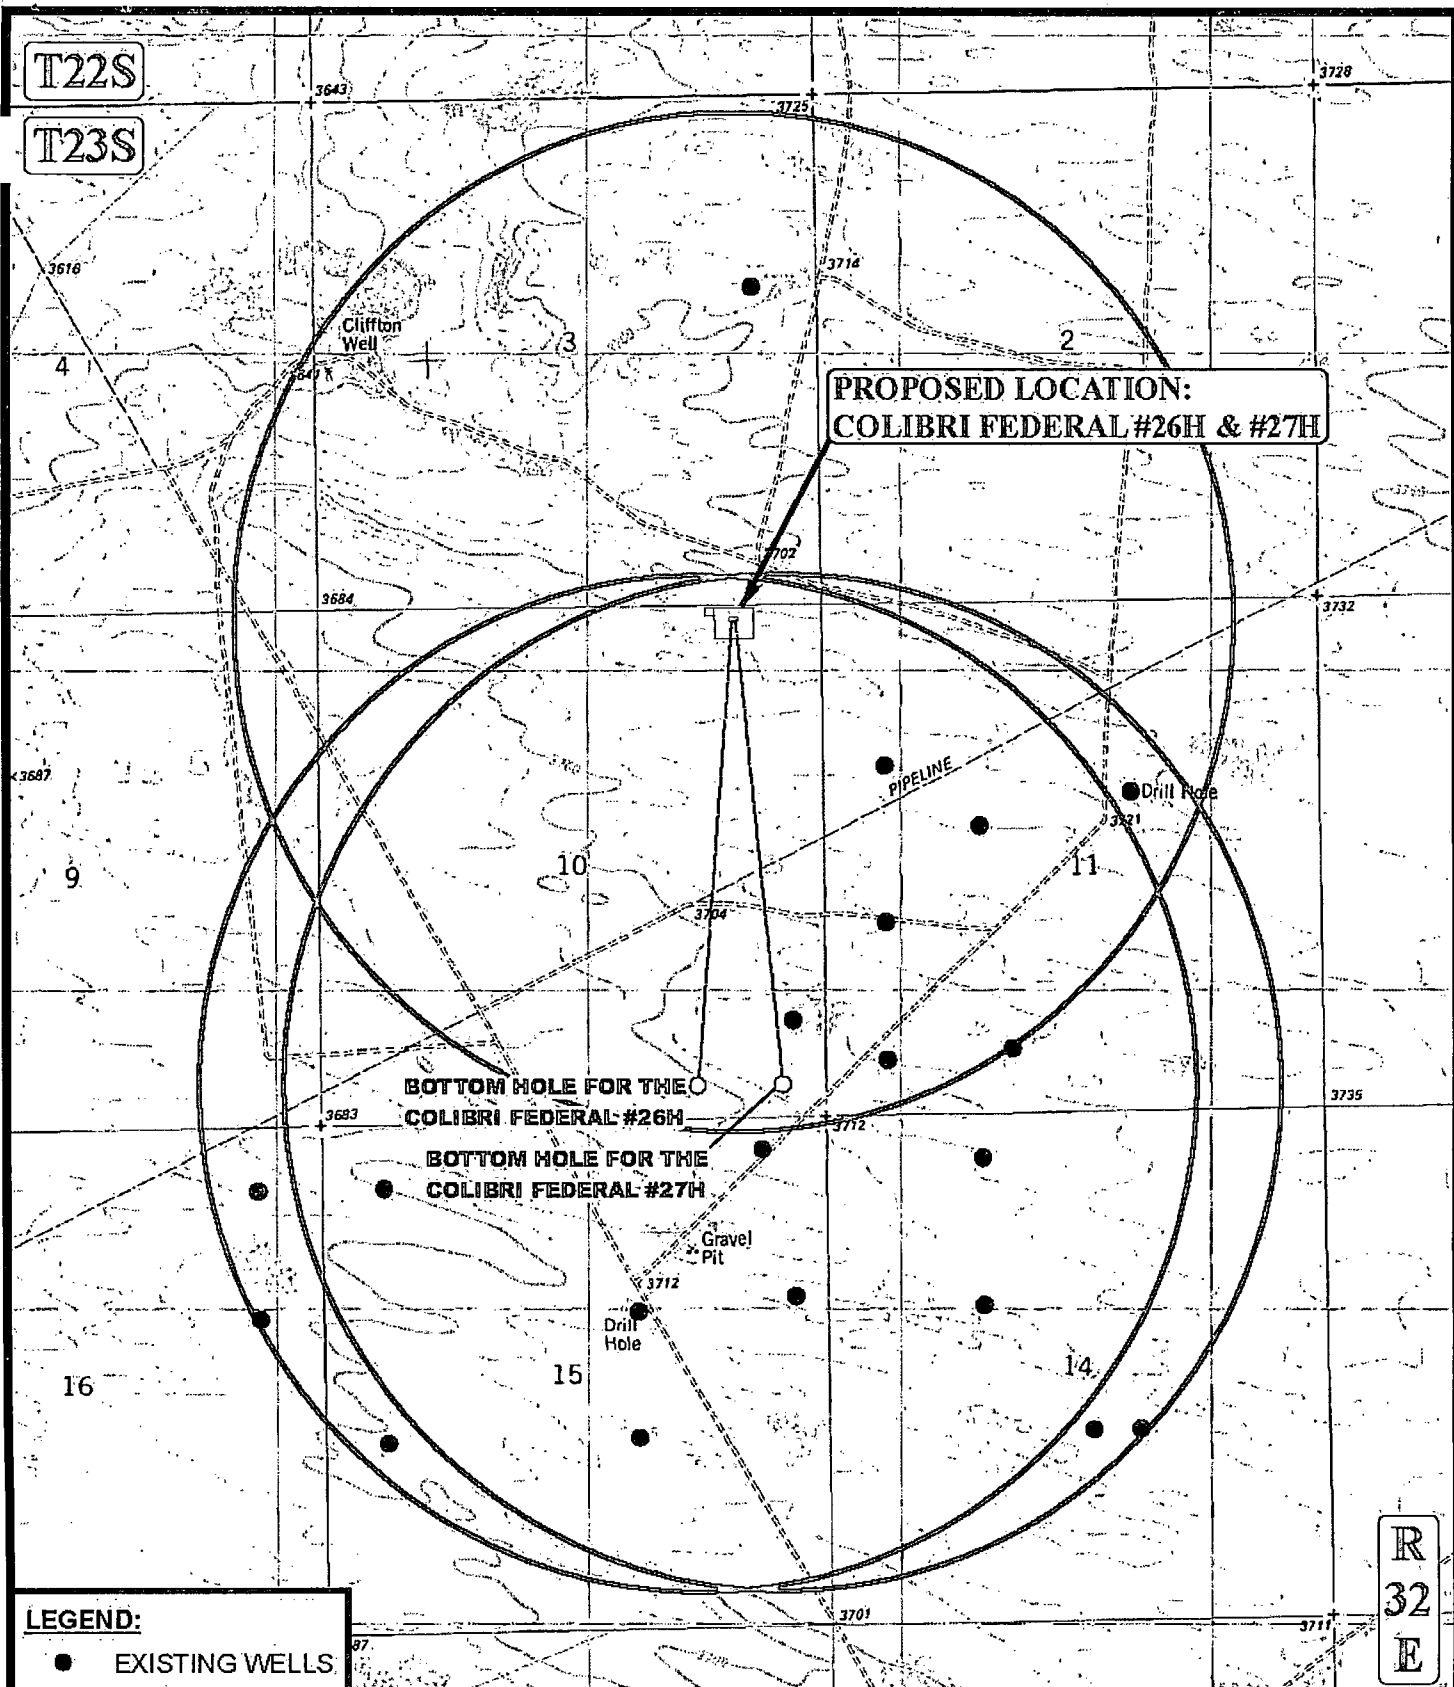 T22S
T23S
3643
3725
3728
3616
3714
Cliffton
Well
4
3
2
PROPOSED LOCATION:
COLIBRI FEDERAL #26H & #27H
3702
3684
3732
3687
PIPELINE
Drill Hole
3721
9
10
11
3704
BOTTOM HOLE FOR THE
COLIBRI FEDERAL #26H
3683
3712
3735
BOTTOM HOLE FOR THE
COLIBRI FEDERAL #27H
Gravel
Pit
3712
Drill
Hole
16
15
14
R
32
E
LEGEND:
EXISTING WELLS
87
3701
3711